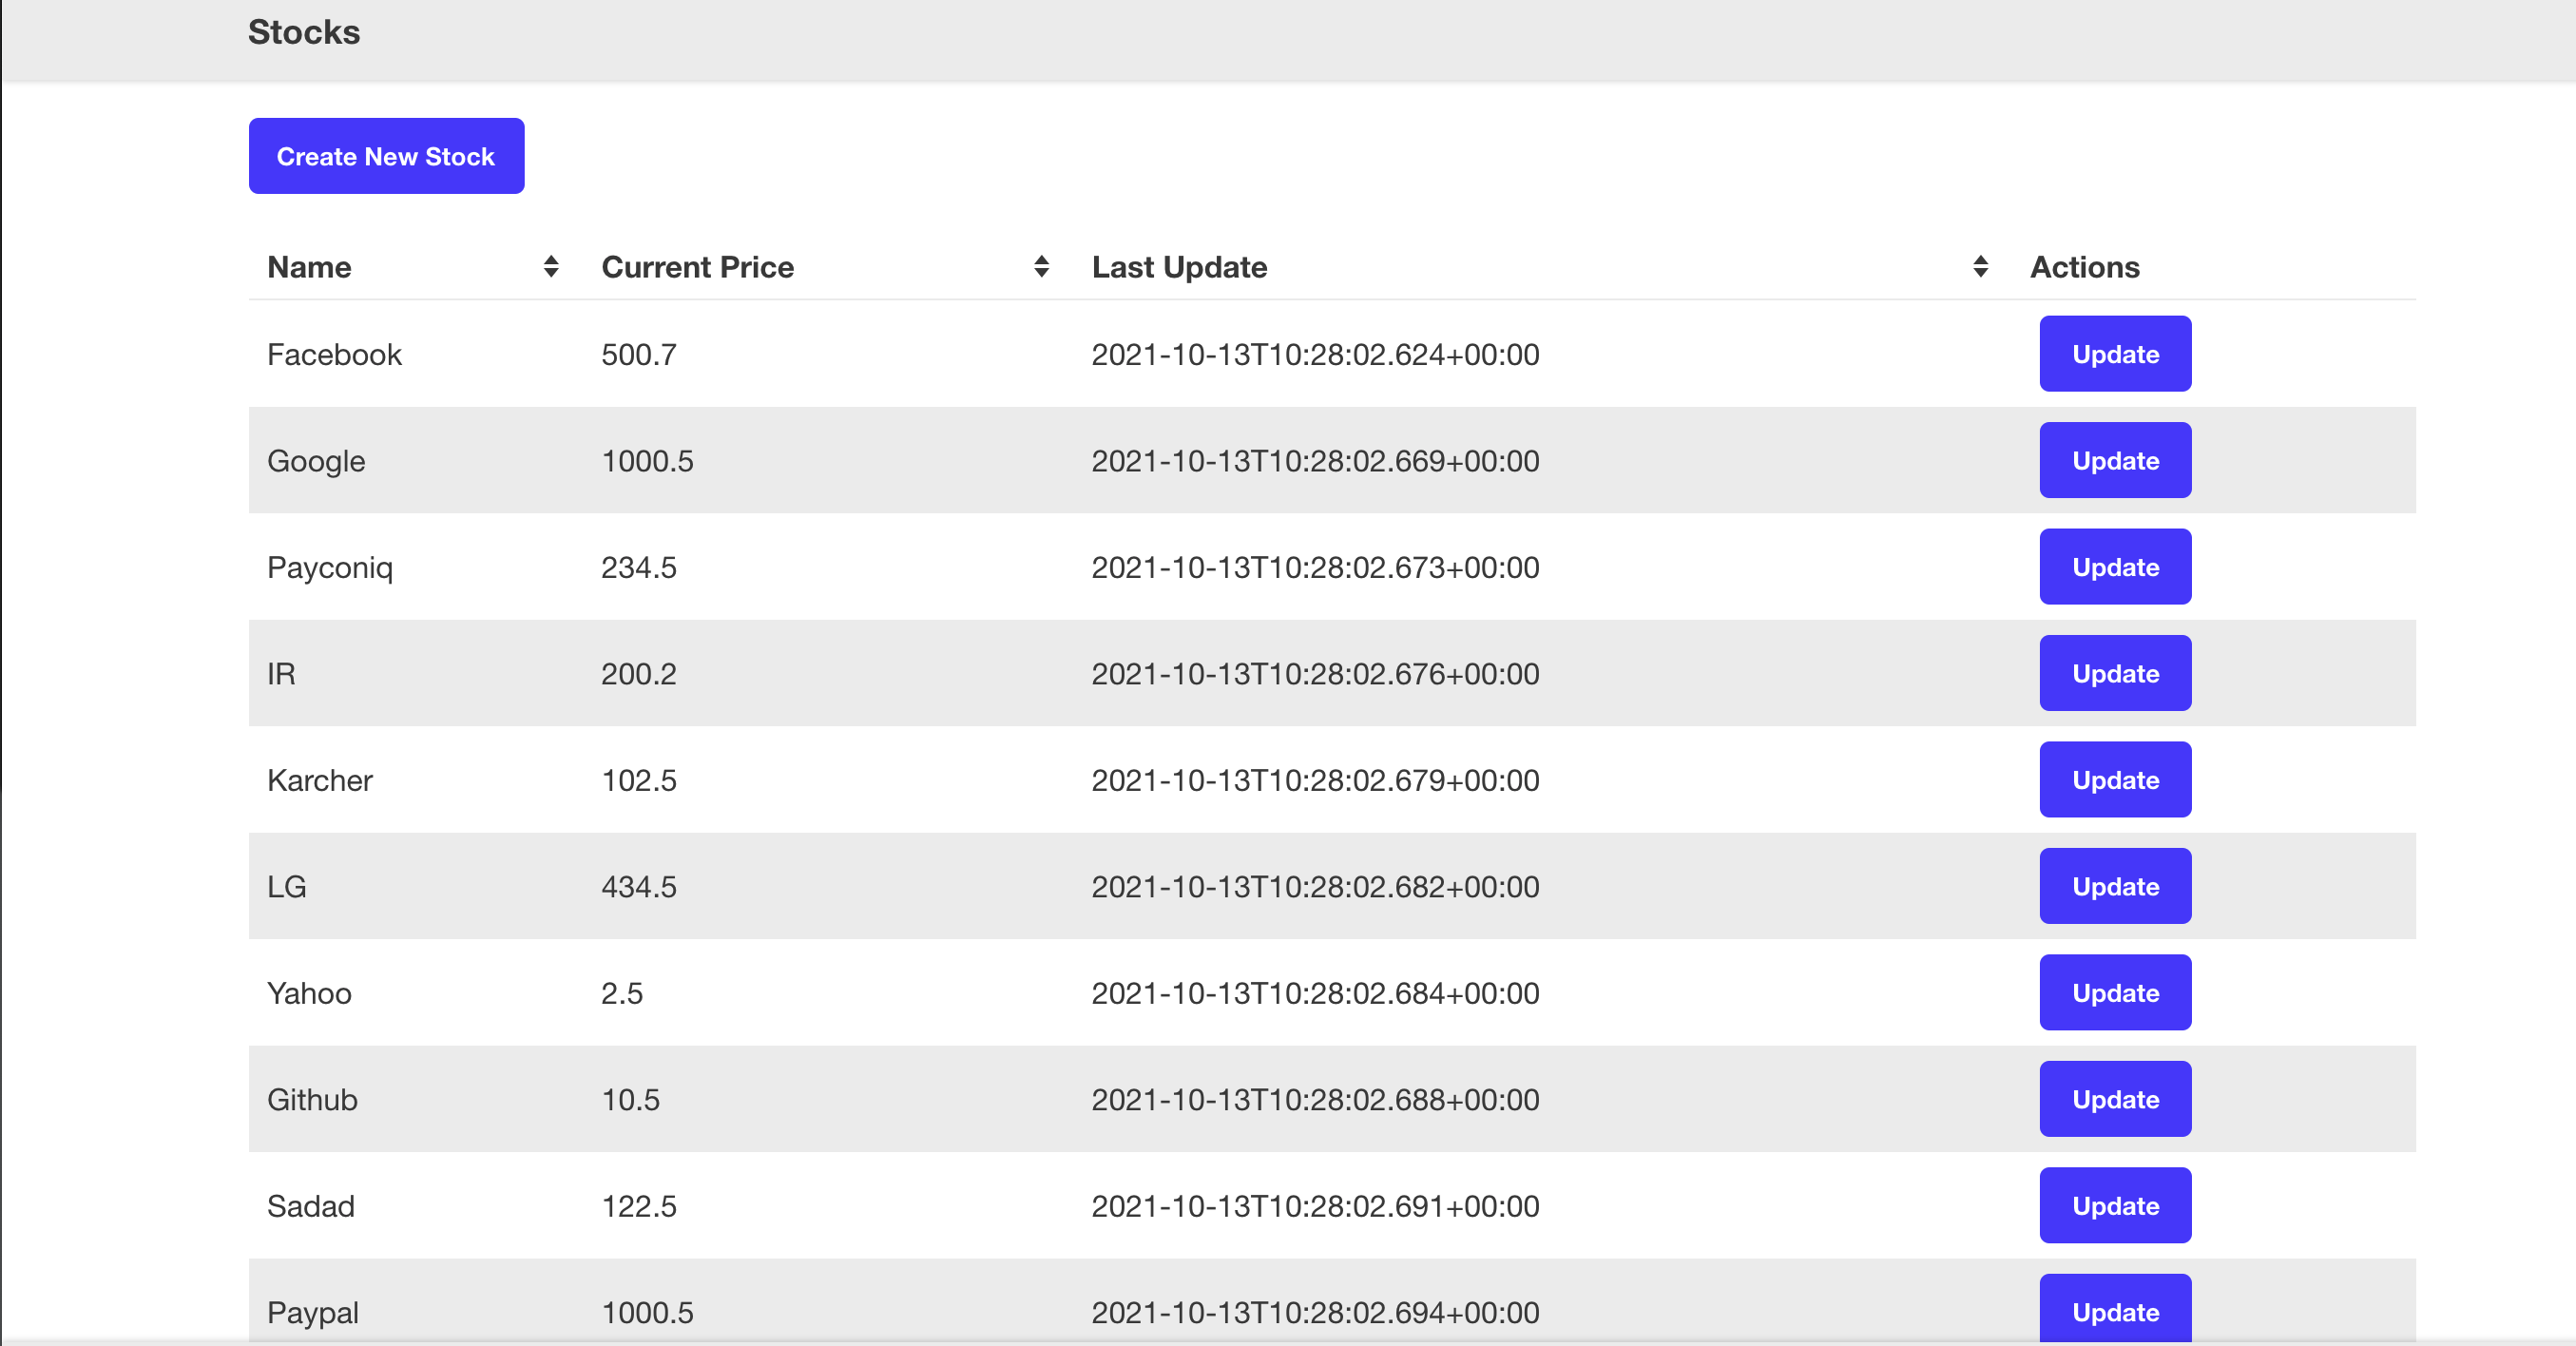 Stocks
Create New Stock
Name Current Price Last Update Actions
Facebook 500.7 2021-10-13T10:28:02.624+00:00 Update
Google 1000.5 2021-10-13T10:28:02.669+00:00 Update
Payconiq 234.5 2021-10-13T10:28:02.673+00:00 Update
IR 200.2 2021-10-13T10:28:02.676+00:00 Update
Karcher 102.5 2021-10-13T10:28:02.679+00:00 Update
LG 434.5 2021-10-13T10:28:02.682+00:00 Update
Yahoo 2.5 2021-10-13T10:28:02.684+00:00 Update
Github 10.5 2021-10-13T10:28:02.688+00:00 Update
Sadad 122.5 2021-10-13T10:28:02.691+00:00 Update
Paypal 1000.5 2021-10-13T10:28:02.694+00:00 Update